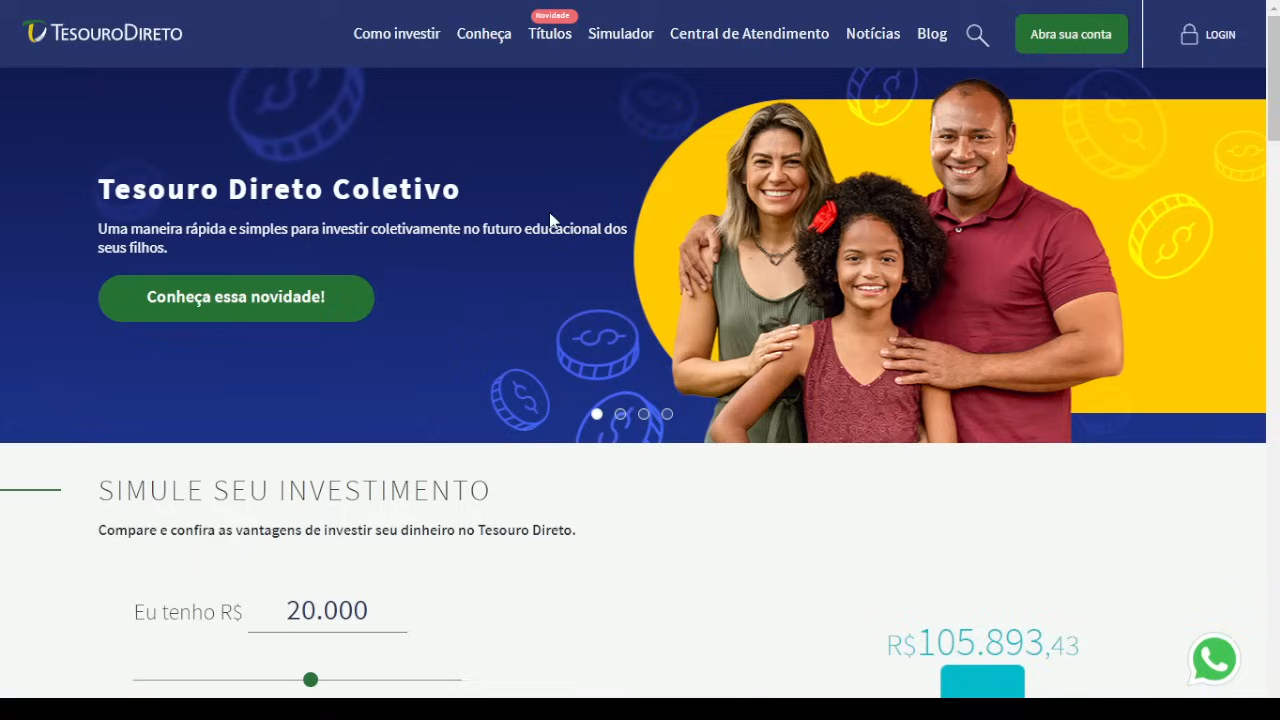 TESOURODIRETO
Como investir
Conheça
Novidade
Títulos
Simulador
Central de Atendimento
Notícias
Blog
Abra sua conta
LOGIN
Tesouro Direto Coletivo
Uma maneira rápida e simples para investir coletivamente no futuro educacional dos
seus filhos.
Conheça essa novidade!
SIMULE SEU INVESTIMENTO
Compare e confira as vantagens de investir seu dinheiro no Tesouro Direto.
Eu tenho R$ 20.000
R$105.893,43